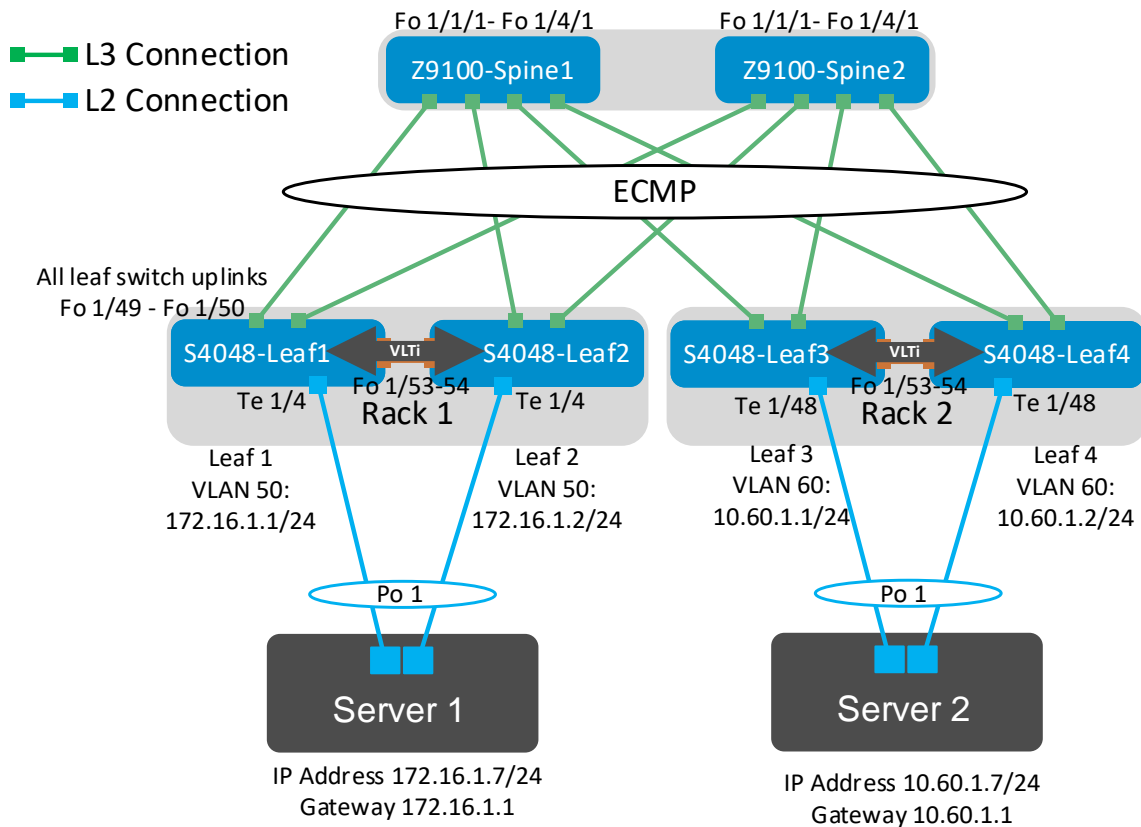 Fo 1/1/1- Fo 1/4/1
Fo 1/1/1- Fo 1/4/1
L3 Connection
L2 Connection
Z9100-Spine1
Z9100-Spine2
ECMP
All leaf switch uplinks
Fo 1/49 - Fo 1/50
S4048-Leaf1
VLTi
S4048-Leaf2
S4048-Leaf3
VLTi
S4048-Leaf4
Fo 1/53-54
Fo 1/53-54
Te 1/4
Rack 1
Te 1/4
Te 1/48
Rack 2
Te 1/48
Leaf 1
VLAN 50:
172.16.1.1/24
Leaf 2
VLAN 50:
172.16.1.2/24
Leaf 3
VLAN 60:
10.60.1.1/24
Leaf 4
VLAN 60:
10.60.1.2/24
Po 1
Po 1
Server 1
Server 2
IP Address 172.16.1.7/24
Gateway 172.16.1.1
IP Address 10.60.1.7/24
Gateway 10.60.1.1